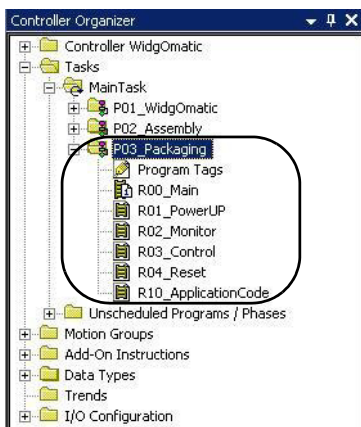 Controller Organizer
Controller WidgOmatic
Tasks
MainTask
P01_WidgOmatic
P02_Assembly
P03_Packaging
Program Tags
R00_Main
R01_PowerUP
R02_Monitor
R03_Control
R04_Reset
R10_ApplicationCode
Unscheduled Programs / Phases
Motion Groups
Add-On Instructions
Data Types
Trends
I/O Configuration